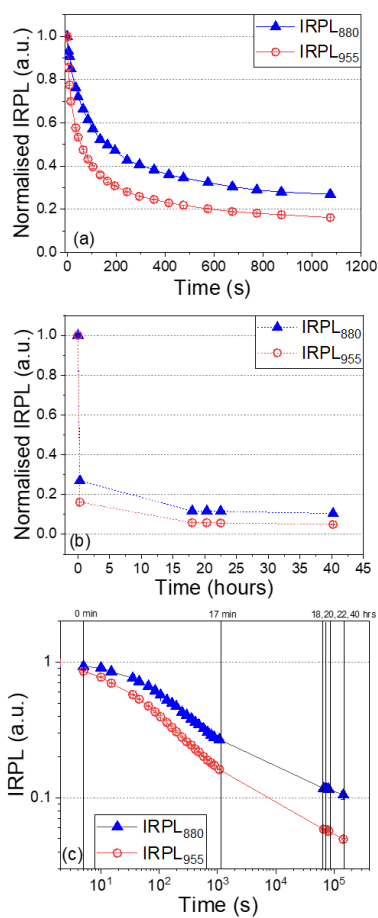 Normalised IRPL (a.u.)
1.0
0.8
0.6
0.4
0.2
0.0
IRPL880
IRPL955
(a)
0 200 400 600 800 1000 1200
Time (s)
Normalised IRPL (a.u.)
1.0
0.8
0.6
0.4
0.2
0.0
IRPL880
IRPL955
(b)
0 5 10 15 20 25 30 35 40 45
Time (hours)
0 min 17 min 18,20, 22, 40 hrs
IRPL (a.u.)
1
0.1
IRPL880
IRPL955
(c)
10^1 10^2 10^3 10^4 10^5
Time (s)